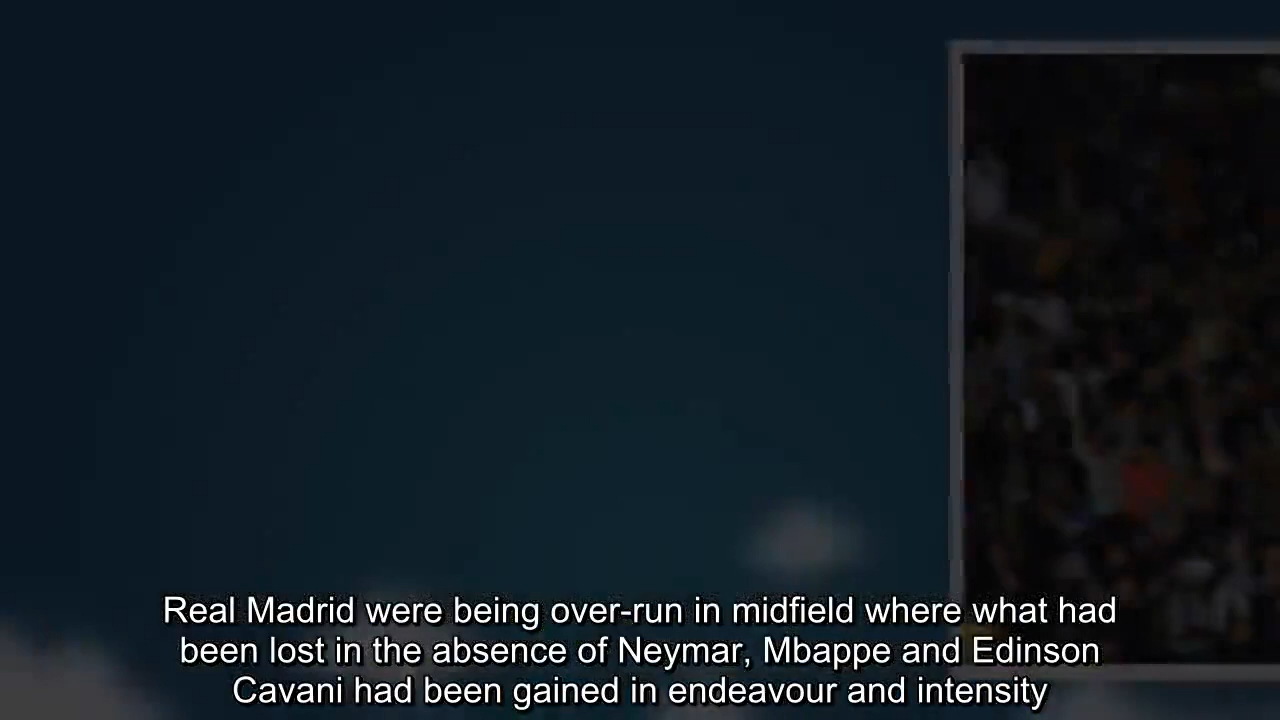 Real Madrid were being over-run in midfield where what had
been lost in the absence of Neymar, Mbappe and Edinson
Cavani had been gained in endeavour and intensity